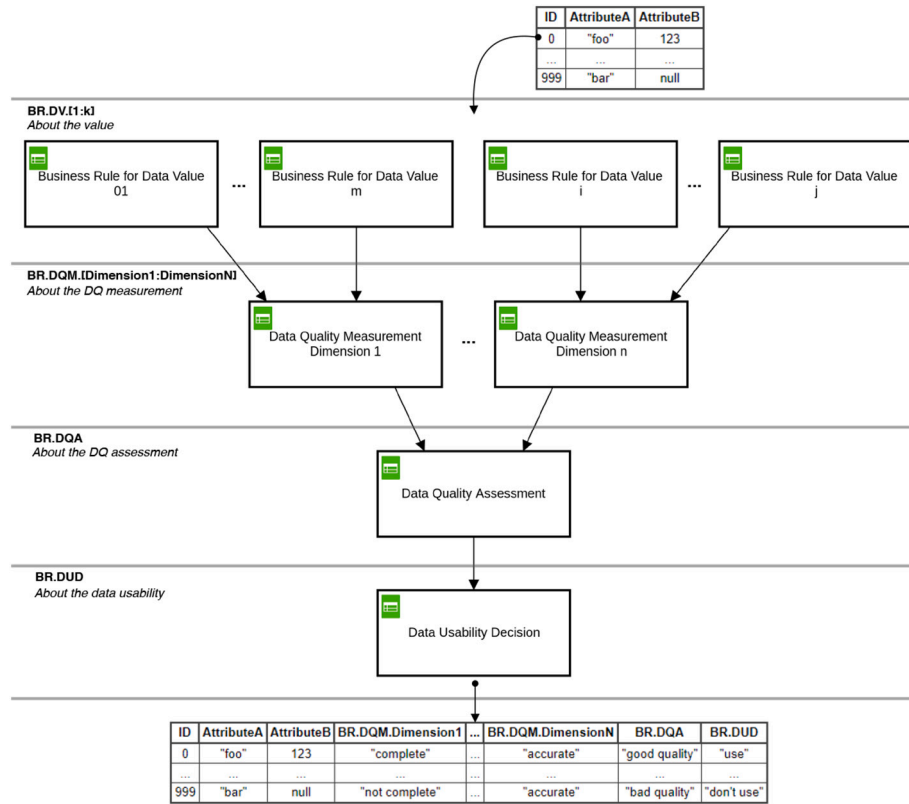 ID AttributeA AttributeB
0 "foo" 123
... ... ...
999 "bar" null
BR.DV.[1:k]
About the value
Business Rule for Data Value
01
...
Business Rule for Data Value
m
...
Business Rule for Data Value
i
...
Business Rule for Data Value
j
BR.DQM.[Dimension1:DimensionN]
About the DQ measurement
Data Quality Measurement
Dimension 1
...
Data Quality Measurement
Dimension n
BR.DQA
About the DQ assessment
Data Quality Assessment
BR.DUD
About the data usability
Data Usability Decision
ID AttributeA AttributeB BR.DQM.Dimension1 ... BR.DQM.DimensionN BR.DQA BR.DUD
0 "foo" 123 "complete" ... "accurate" "good quality" "use"
... ... ... ... ... ... ... ...
999 "bar" null "not complete" ... "accurate" "bad quality" "don't use"